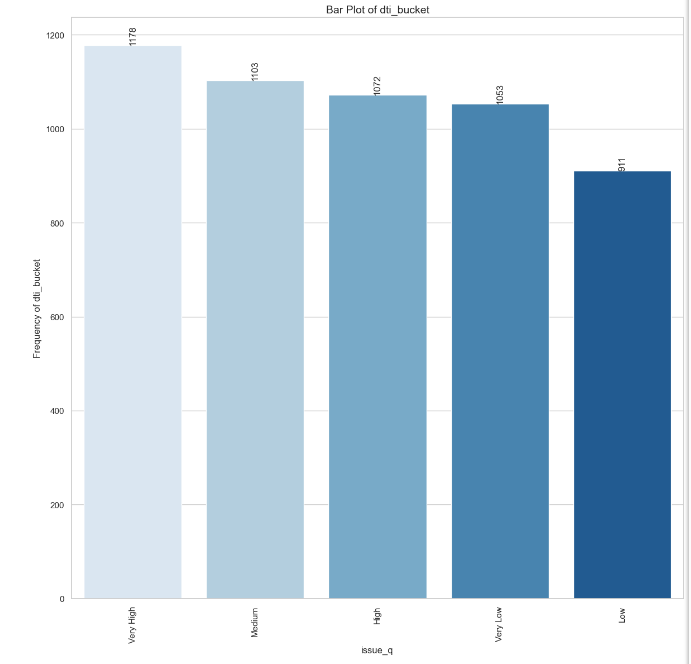 Bar Plot of dti_bucket
1200
1000
800
600
400
200
0
Frequency of dti_bucket
1178
1103
1072
1053
911
Very High
Medium
High
Very Low
Low
issue_q